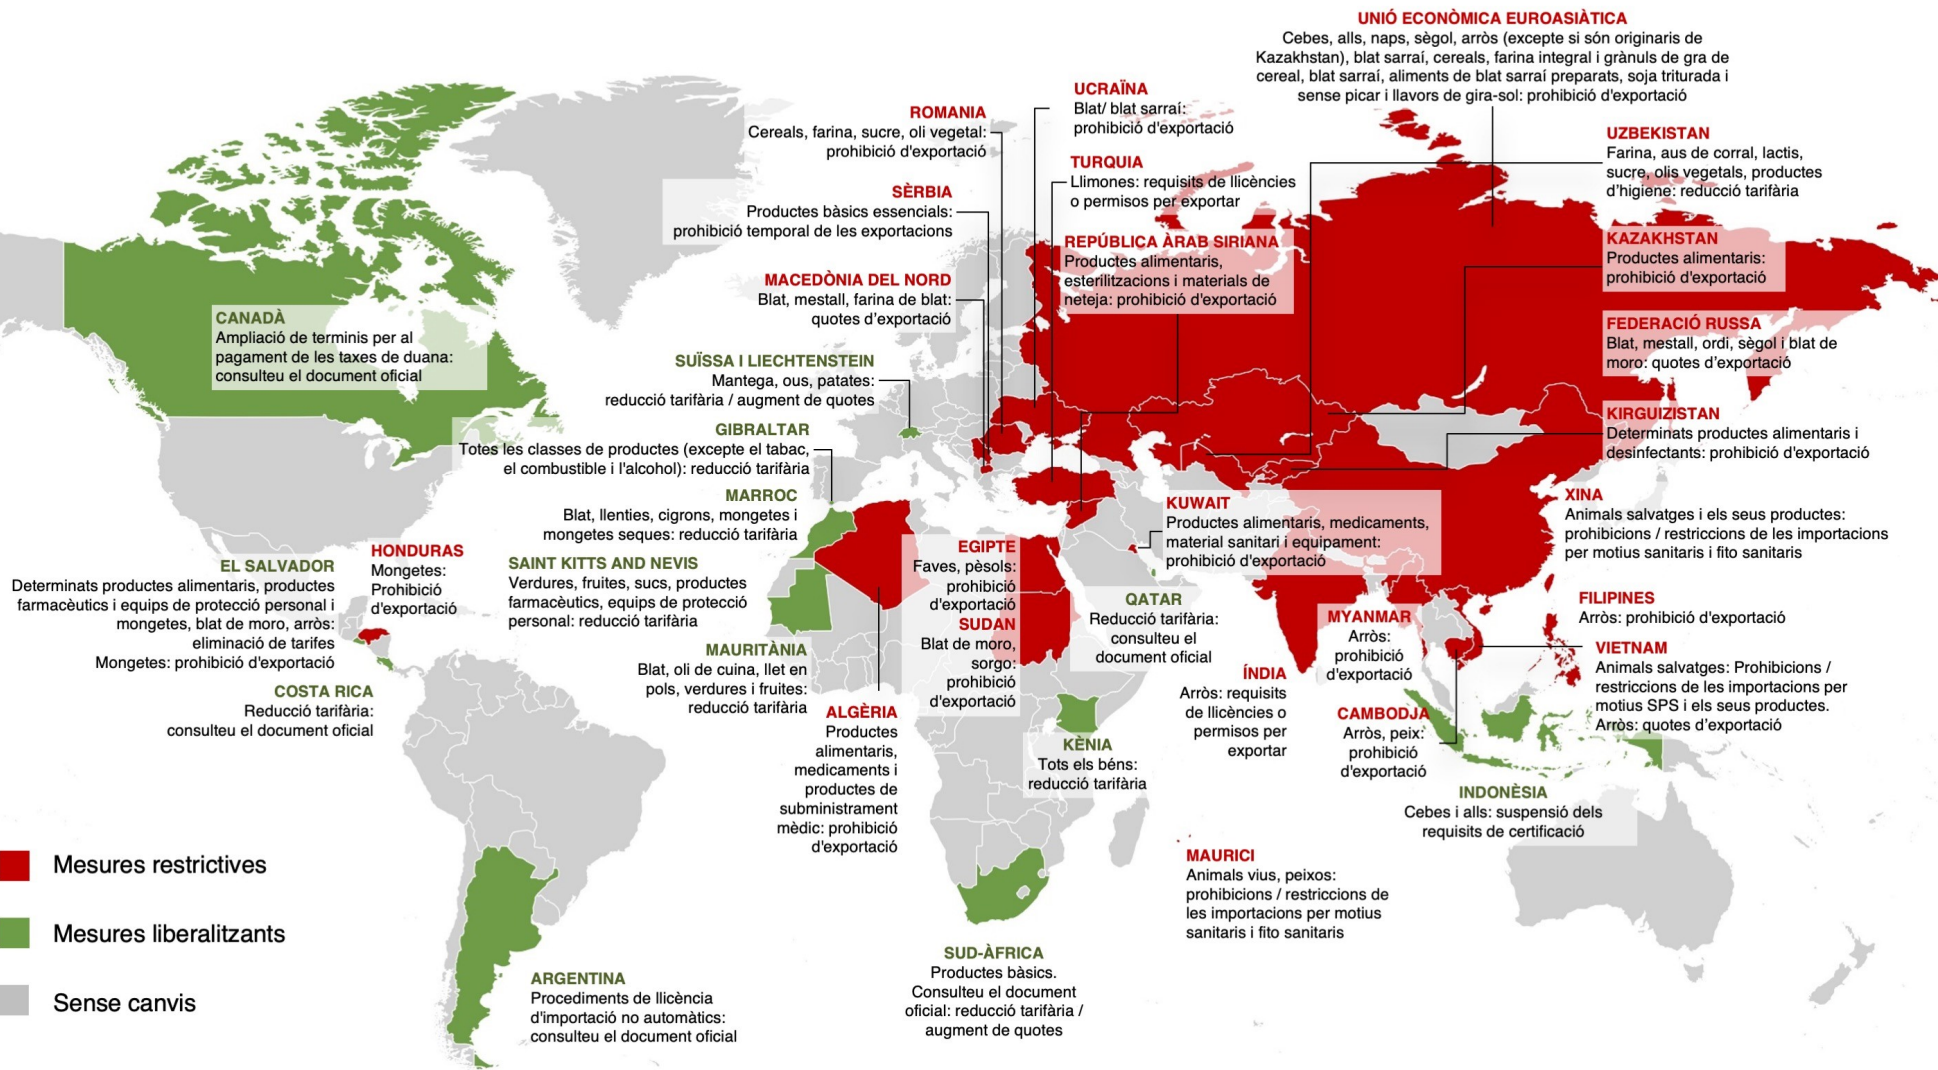 UNIÓ ECONÒMICA EUROASIÀTICA
Cebes, alls, naps, sègol, arròs (excepte si són originaris de
Kazakhstan), blat sarraí, cereals, farina integral i grànuls de gra de
cereal, blat sarraí, aliments de blat sarraí preparats, soja triturada i
sense picar i llavors de gira-sol: prohibició d'exportació
UCRAÏNA
Blat/ blat sarraí:
prohibició d'exportació
ROMANIA
Cereals, farina, sucre, oli vegetal:
prohibició d'exportació
UZBEKISTAN
Farina, aus de corral, lactis,
sucre, olis vegetals, productes
d’higiene: reducció tarifària
TURQUIA
Llimones: requisits de llicències
o permisos per exportar
SÈRBIA
Productes bàsics essencials:
prohibició temporal de les exportacions
REPÚBLICA ÀRAB SIRIANA
Productes alimentaris,
esterilitzacions i materials de
neteja: prohibició d'exportació
KAZAKHSTAN
Productes alimentaris:
prohibició d'exportació
MACEDÒNIA DEL NORD
Blat, mestall, farina de blat:
quotes d’exportació
CANADÀ
Ampliació de terminis per al
pagament de les taxes de duana:
consulteu el document oficial
FEDERACIÓ RUSSA
Blat, mestall, ordi, sègol i blat de
moro: quotes d’exportació
SUÏSSA I LIECHTENSTEIN
Mantega, ous, patates:
reducció tarifària / augment de quotes
KIRGUIZISTAN
Determinats productes alimentaris i
desinfectants: prohibició d'exportació
GIBRALTAR
Totes les classes de productes (excepte el tabac,
el combustible i l'alcohol): reducció tarifària
MARROC
Blat, llenties, cigrons, mongetes i
mongetes seques: reducció tarifària
KUWAIT
Productes alimentaris, medicaments,
material sanitari i equipament:
prohibició d'exportació
XINA
Animals salvatges i els seus productes:
prohibicions / restriccions de les importacions
per motius sanitaris i fito sanitaris
HONDURAS
Mongetes:
Prohibició
d'exportació
EL SALVADOR
Determinats productes alimentaris, productes
farmacèutics i equips de protecció personal i
mongetes, blat de moro, arròs:
eliminació de tarifes
Mongetes: prohibició d'exportació
SAINT KITTS AND NEVIS
Verdures, fruites, sucs, productes
farmacèutics, equips de protecció
personal: reducció tarifària
EGIPTE
Faves, pèsols:
prohibició
d'exportació
SUDAN
Blat de moro,
sorgo:
prohibició
d'exportació
QATAR
Reducció tarifària:
consulteu el
document oficial
MYANMAR
Arròs:
prohibició
d'exportació
FILIPINES
Arròs: prohibició d'exportació
VIETNAM
Animals salvatges: Prohibicions /
restriccions de les importacions per
motius SPS i els seus productes.
Arròs: quotes d’exportació
MAURITÀNIA
Blat, oli de cuina, llet en
pols, verdures i fruites:
reducció tarifària
ÍNDIA
Arròs: requisits
de llicències o
permisos per
exportar
COSTA RICA
Reducció tarifària:
consulteu el document oficial
ALGÈRIA
Productes
alimentaris,
medicaments i
productes de
subministrament
mèdic: prohibició
d'exportació
CAMBODJA
Arròs, peix:
prohibició
d'exportació
KÈNIA
Tots els béns:
reducció tarifària
INDONÈSIA
Cebes i alls: suspensió dels
requisits de certificació
MAURICI
Animals vius, peixos:
prohibicions / restriccions de
les importacions per motius
sanitaris i fito sanitaris
Mesures restrictives
Mesures liberalitzants
Sense canvis
SUD-ÀFRICA
Productes bàsics.
Consulteu el document
oficial: reducció tarifària /
augment de quotes
ARGENTINA
Procediments de llicència
d'importació no automàtics:
consulteu el document oficial